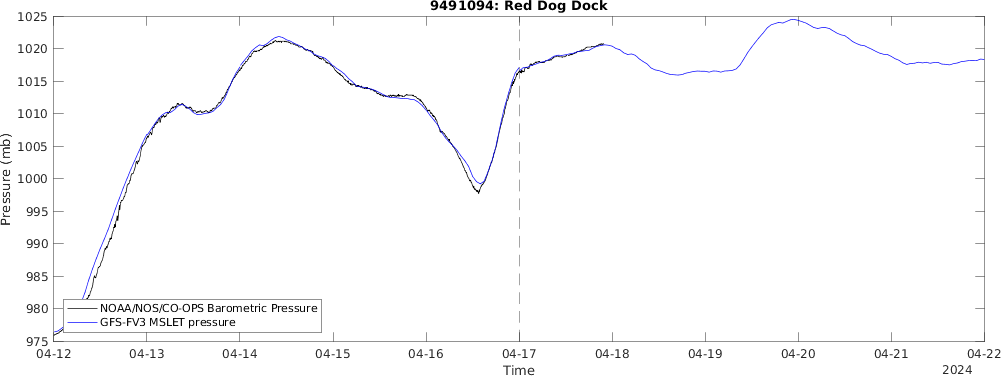 9491094: Red Dog Dock
Pressure (mb)
1025
1020
1015
1010
1005
1000
995
990
985
980
975
NOAA/NOS/CO-OPS Barometric Pressure
GFS-FV3 MSLET pressure
04-12 04-13 04-14 04-15 04-16 04-17 04-18 04-19 04-20 04-21 04-22
Time
2024